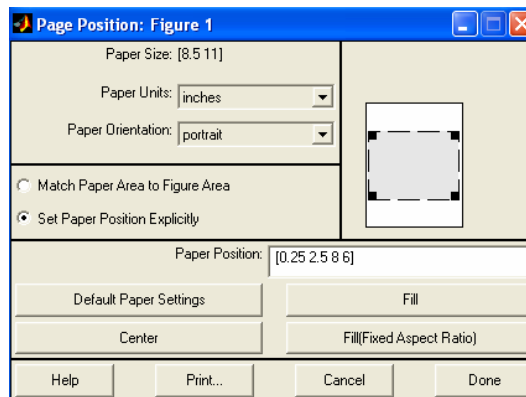 Page Position: Figure 1
Paper Size: [8.5 11]
Paper Units: inches
Paper Orientation: portrait
Match Paper Area to Figure Area
Set Paper Position Explicitly
Paper Position: [0.25 2.5 8 6]
Default Paper Settings Fill
Center Fill(Fixed Aspect Ratio)
Help Print... Cancel Done